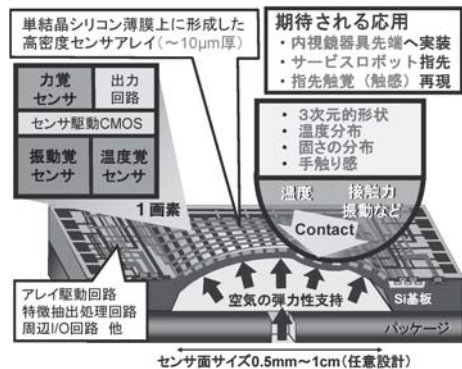 単結晶シリコン薄膜上に形成した
高密度センサアレイ(～10μm厚)
期待される応用
・内視鏡器具先端へ実装
・サービスロボット指先
・指先触覚(触感)再現
力覚
センサ
出力
回路
センサ駆動CMOS
振動覚
センサ
温度覚
センサ
1画素
・3次元的形状
・温度分布
・固さの分布
・手触り感
温度
接触力
振動など
Contact
アレイ駆動回路
特徴抽出処理回路
周辺I/O回路 他
空気の弾力性支持
Si基板
パッケージ
センサ面サイズ0.5mm～1cm(任意設計)